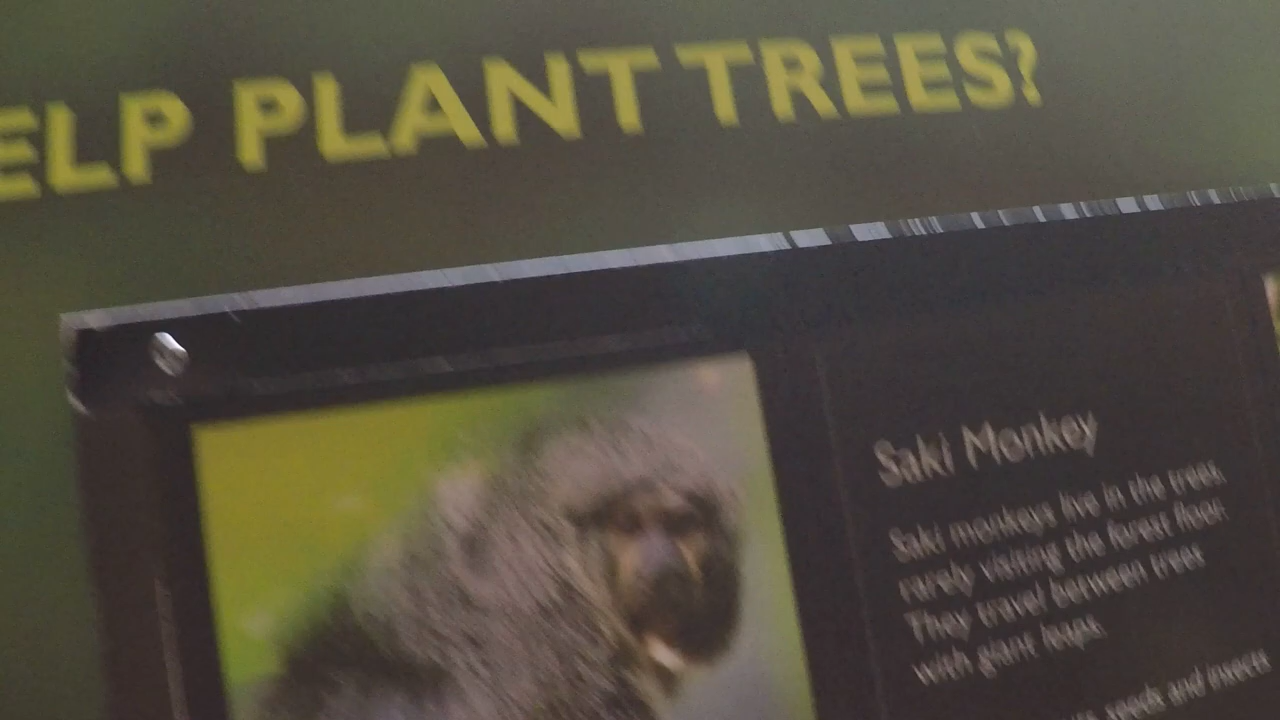 ELP PLANT TREES?
Saki Monkey
Saki monkeys live in the trees,
rarely visiting the forest floor.
They travel between trees
with giant leaps.
seeds and insects